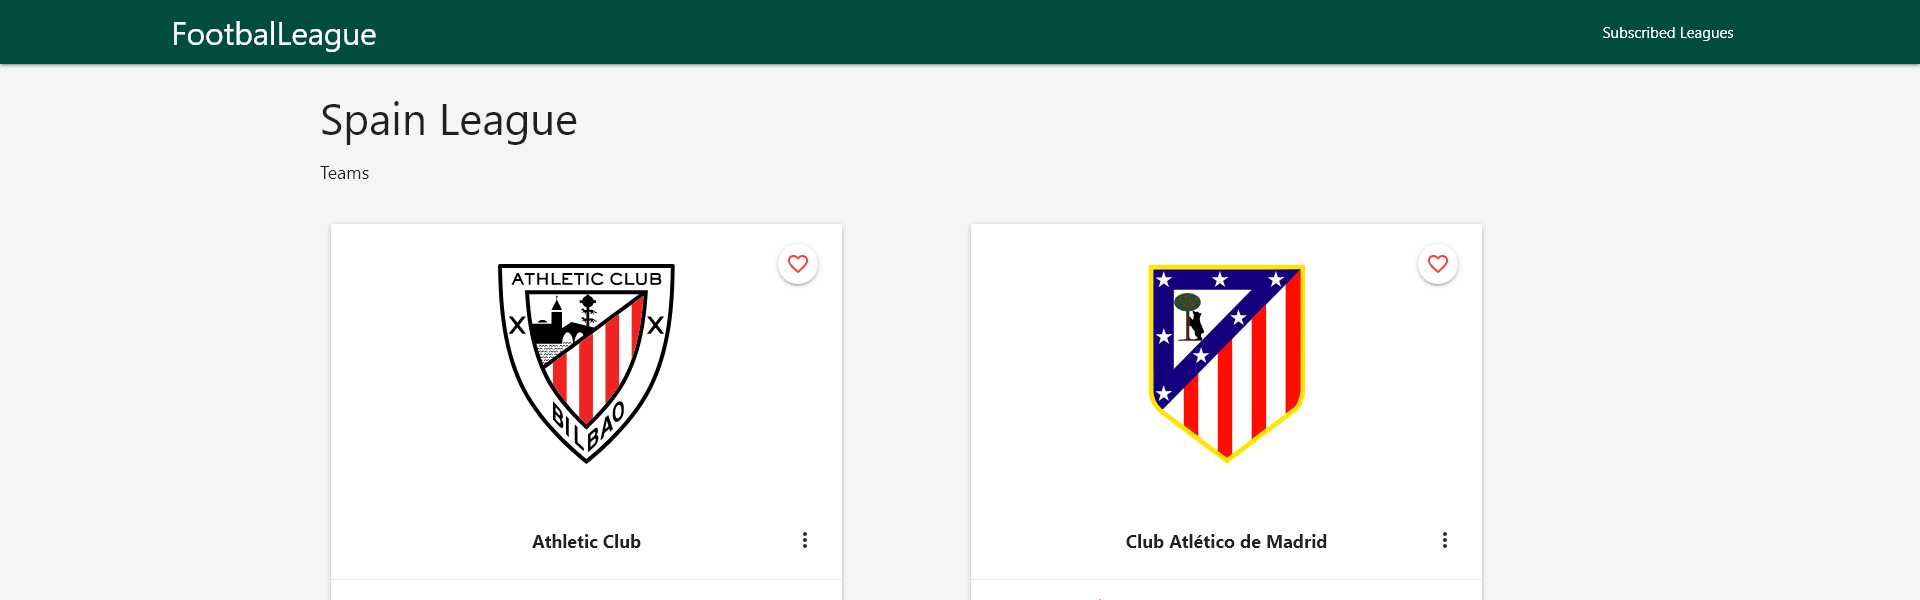 FootballLeague
Subscribed Leagues
Spain League
Teams
ATHLETIC CLUB
X X
BILBAO
Athletic Club
Club Atlético de Madrid